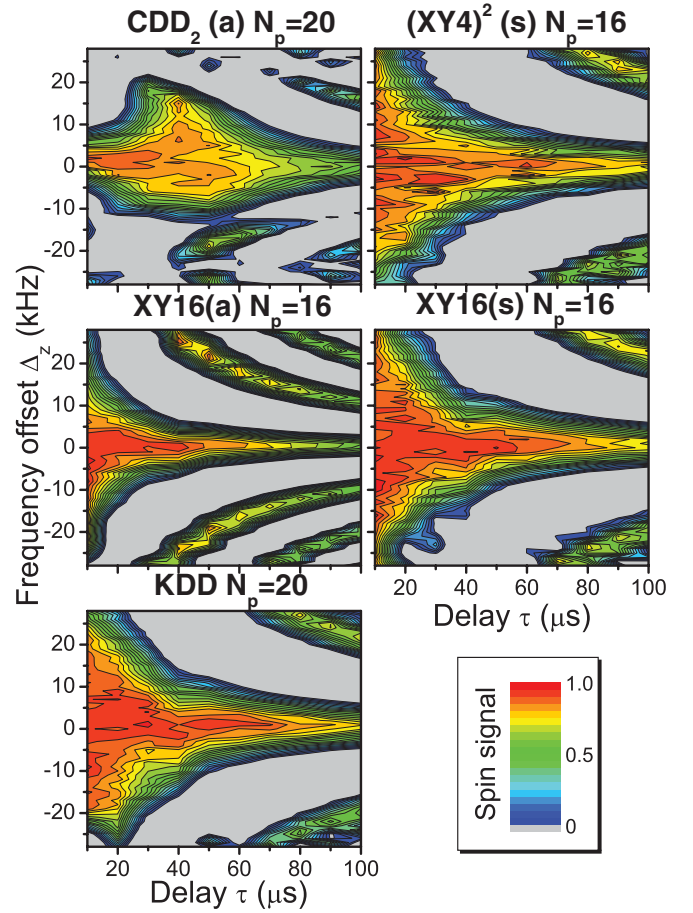 CDD₂ (a) Nₚ=20
(XY4)² (s) Nₚ=16
20
10
0
-10
-20
XY16(a) Nₚ=16
XY16(s) Nₚ=16
20
10
0
-10
-20
Frequency offset Δ_z (kHz)
KDD Nₚ=20
20 40 60 80 100
Delay τ (μs)
20
10
0
-10
-20
20 40 60 80 100
Delay τ (μs)
Spin signal
1.0
0.5
0